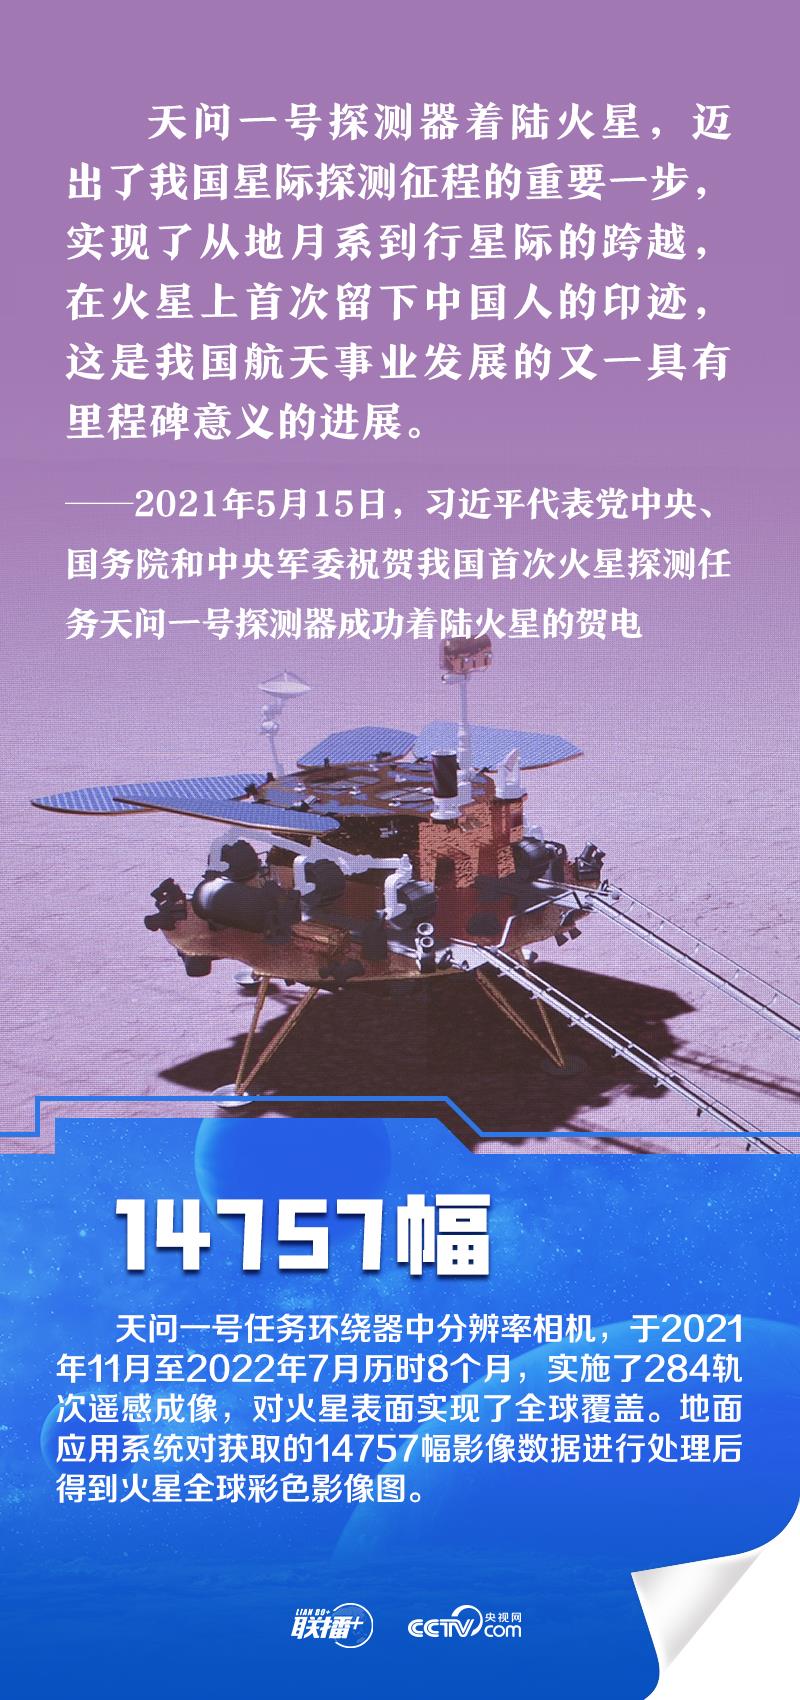 天问一号探测器着陆火星，迈
出了我国星际探测征程的重要一步，
实现了从地月系到行星际的跨越，
在火星上首次留下中国人的印迹，
这是我国航天事业发展的又一具有
里程碑意义的进展。
——2021年5月15日，习近平代表党中央、
国务院和中央军委祝贺我国首次火星探测任
务天问一号探测器成功着陆火星的贺电
14757幅
天问一号任务环绕器中分辨率相机，于2021
年11月至2022年7月历时8个月，实施了284轨
次遥感成像，对火星表面实现了全球覆盖。地面
应用系统对获取的14757幅影像数据进行处理后
得到火星全球彩色影像图。
LIAN BO+
联播+
CCTV 央视网
com